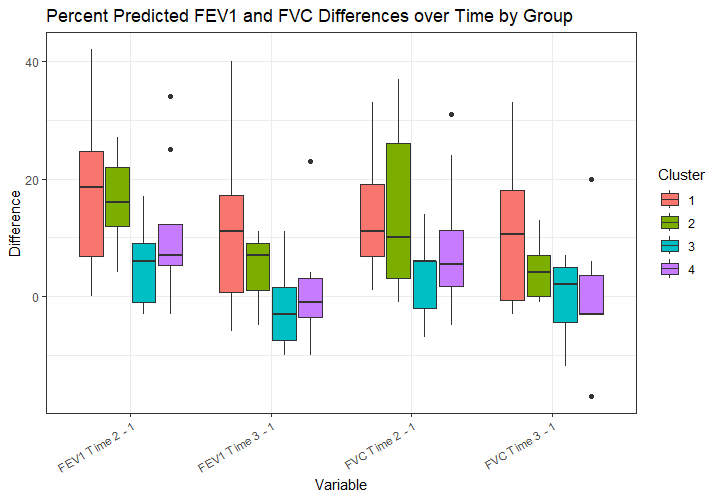 Percent Predicted FEV1 and FVC Differences over Time by Group
40
20
0
Difference
FEV1 Time 2 - 1
FEV1 Time 3 - 1
FVC Time 2 - 1
FVC Time 3 - 1
Variable
Cluster
1
2
3
4